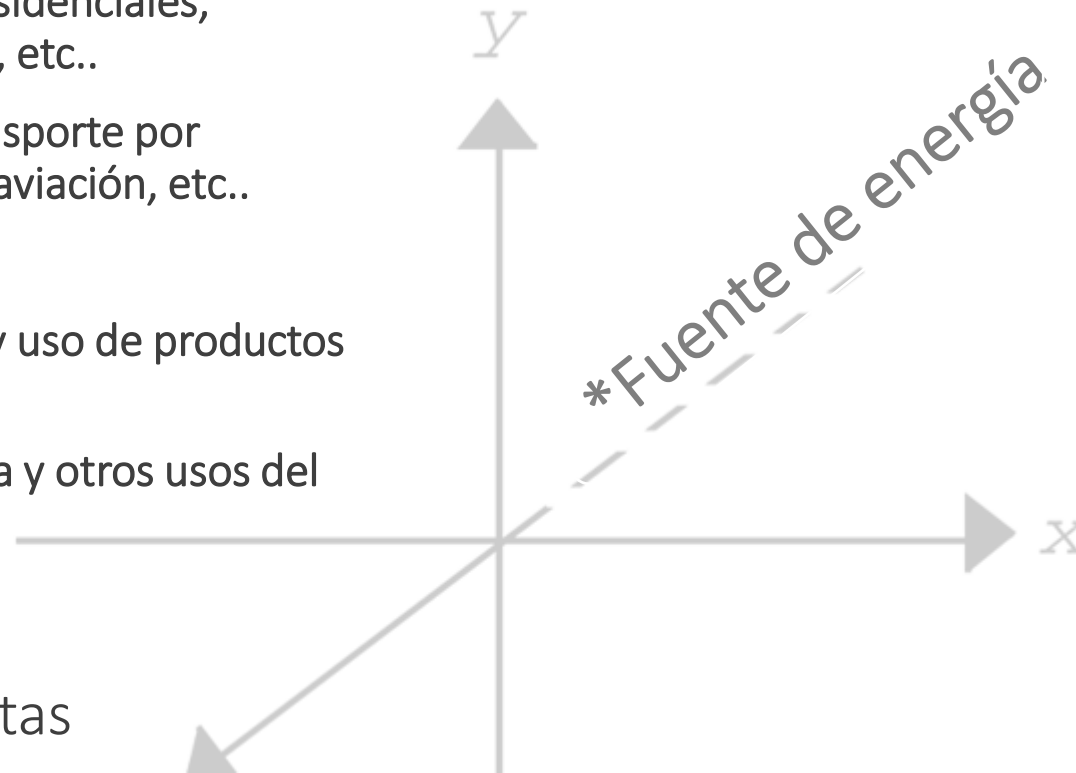 sidenciales,
y
, etc..
sporte por
aviación, etc..
*Fuente de energía
y uso de productos
a y otros usos del
x
tas